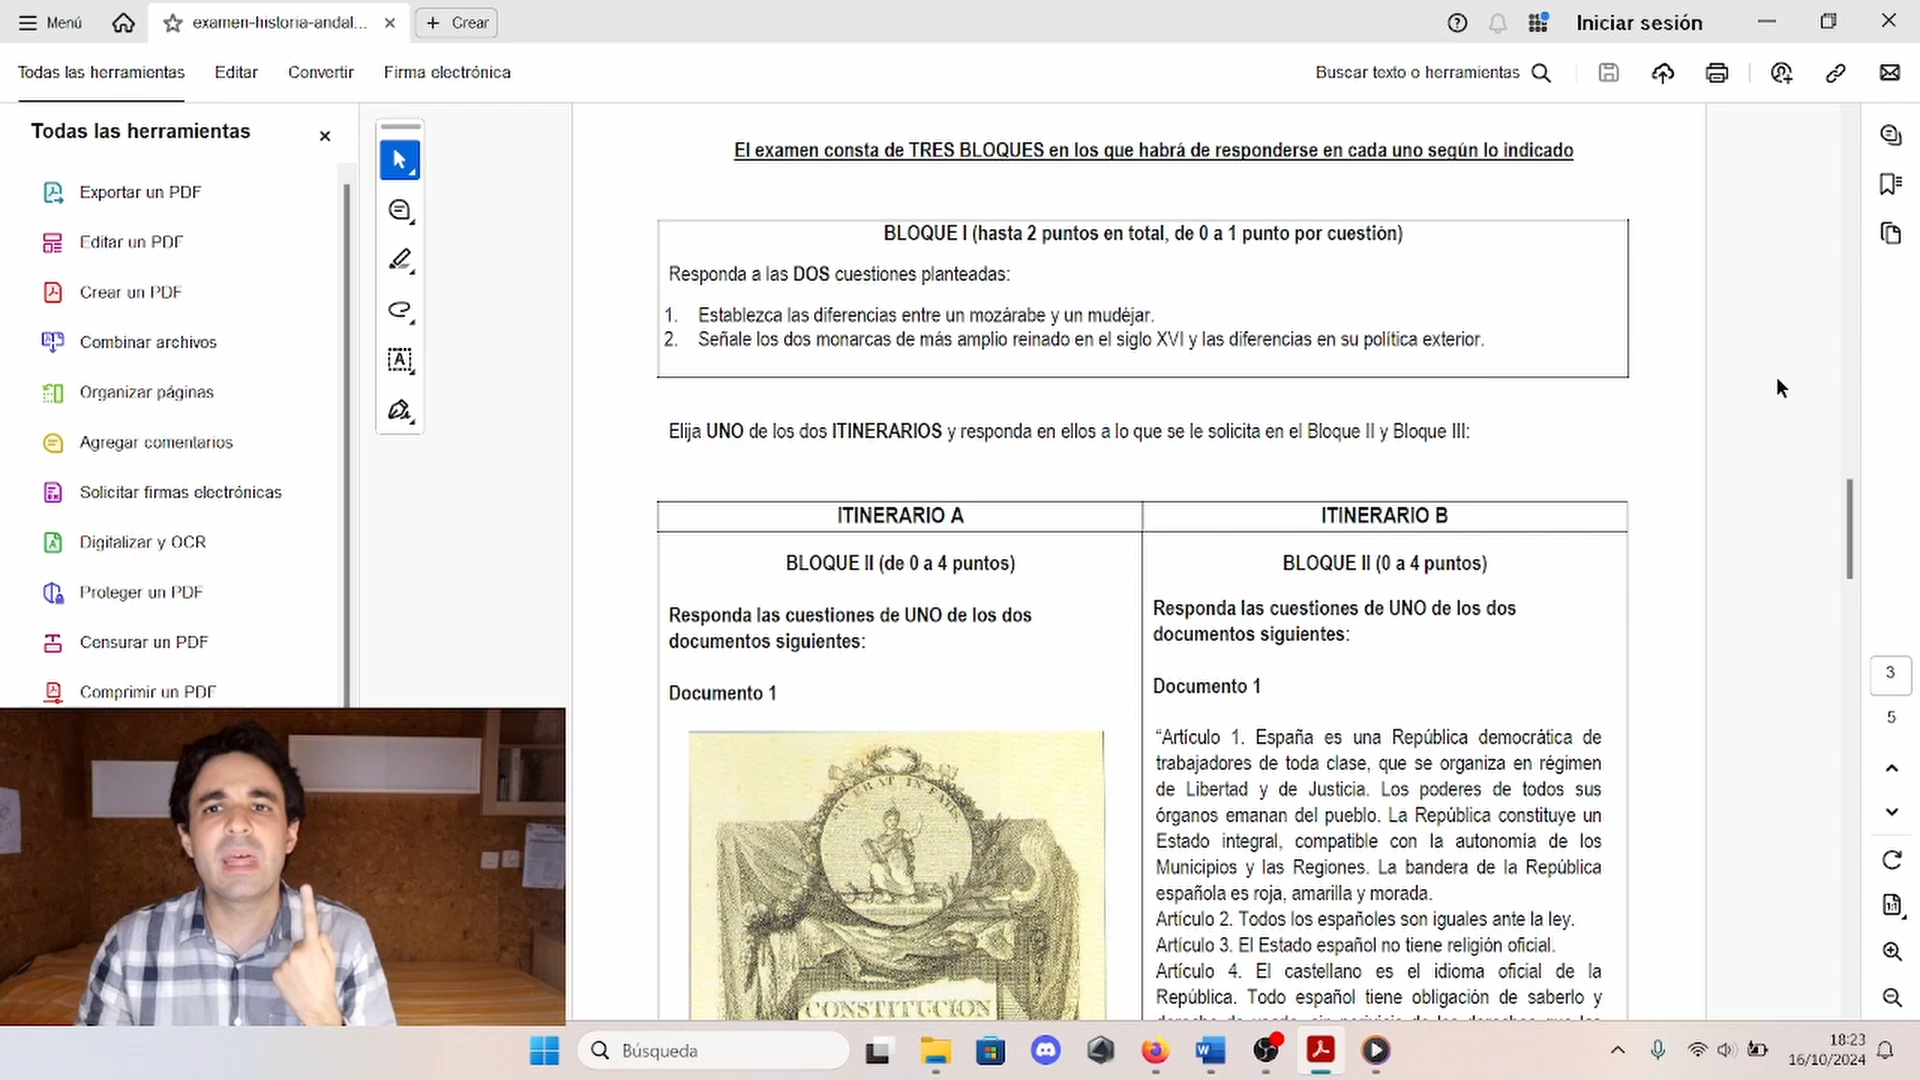 Menú
examen-historia-andal...
Crear
Iniciar sesión
Todas las herramientas
Editar
Convertir
Firma electrónica
Buscar texto o herramientas
Todas las herramientas
Exportar un PDF
Editar un PDF
Crear un PDF
Combinar archivos
Organizar páginas
Agregar comentarios
Solicitar firmas electrónicas
Digitalizar y OCR
Proteger un PDF
Censurar un PDF
Comprimir un PDF
El examen consta de TRES BLOQUES en los que habrá de responderse en cada uno según lo indicado
BLOQUE I (hasta 2 puntos en total, de 0 a 1 punto por cuestión)
Responda a las DOS cuestiones planteadas:
1. Establezca las diferencias entre un mozárabe y un mudéjar.
2. Señale los dos monarcas de más amplio reinado en el siglo XVI y las diferencias en su política exterior.
Elija UNO de los dos ITINERARIOS y responda en ellos a lo que se le solicita en el Bloque II y Bloque III:
ITINERARIO A
BLOQUE II (de 0 a 4 puntos)
Responda las cuestiones de UNO de los dos
documentos siguientes:
Documento 1
CONSTITUCION
ITINERARIO B
BLOQUE II (0 a 4 puntos)
Responda las cuestiones de UNO de los dos
documentos siguientes:
Documento 1
“Artículo 1. España es una República democrática de
trabajadores de toda clase, que se organiza en régimen
de Libertad y de Justicia. Los poderes de todos sus
órganos emanan del pueblo. La República constituye un
Estado integral, compatible con la autonomía de los
Municipios y las Regiones. La bandera de la República
española es roja, amarilla y morada.
Artículo 2. Todos los españoles son iguales ante la ley.
Artículo 3. El Estado español no tiene religión oficial.
Artículo 4. El castellano es el idioma oficial de la
República. Todo español tiene obligación de saberlo y
3
5
1:1
Búsqueda
18:23
16/10/2024